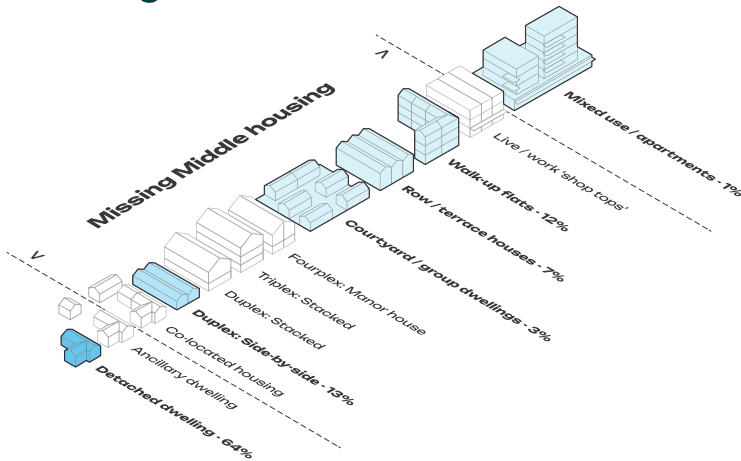 Missing Middle housing
<
>
Mixed use / apartments - 1%
Live / work 'shop tops'
Walk-up flats - 12%
Row / terrace houses - 7%
Courtyard / group dwellings - 3%
Fourplex: Manor house
Triplex: Stacked
Duplex: Stacked
Duplex: Side-by-side - 13%
Co-located housing
Ancillary dwelling
Detached dwelling - 64%